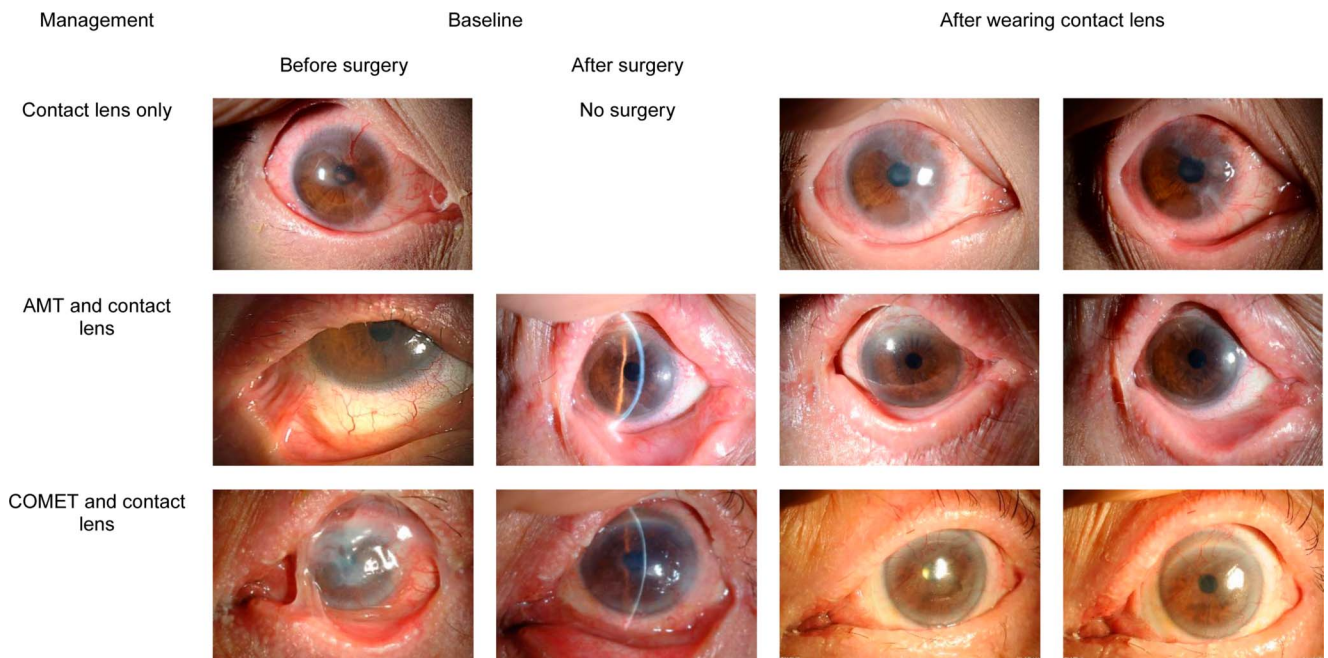 Management
Baseline
After wearing contact lens
Before surgery
After surgery
Contact lens only
No surgery
AMT and contact
lens
COMET and contact
lens